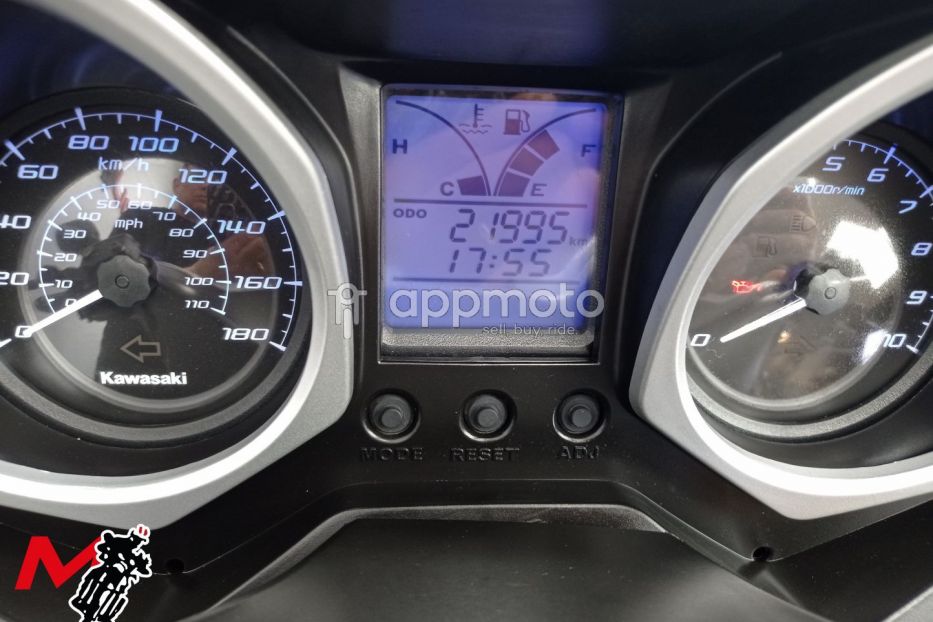 0 20 40 60 80 100 120 140 160 180
km/h
0 10 20 30 40 50 60 70 80 90 100 110
mph
Kawasaki
H F
C E
ODO
21995 km
17:55
appmoto
sell. buy. ride.
MODE RESET ADJ
0 5 6 7 8 9 10
x1000r/min
M